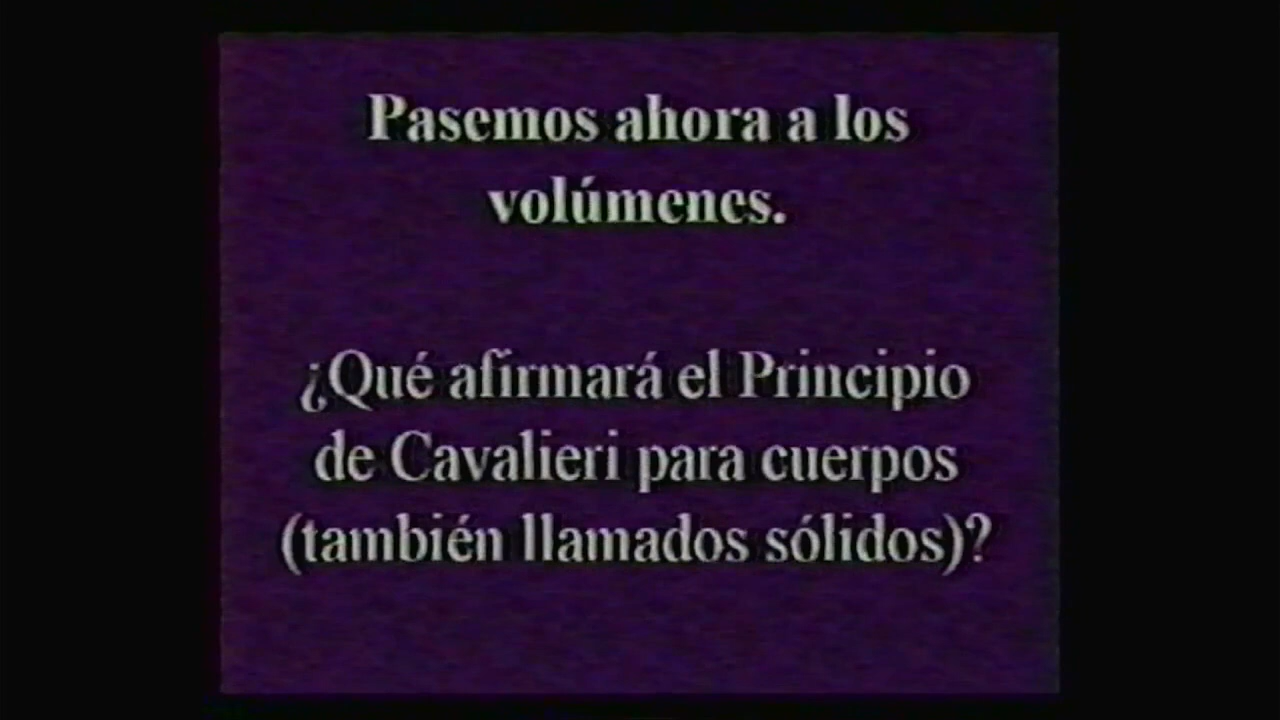 Pasemos ahora a los
volúmenes.
¿Qué afirmará el Principio
de Cavalieri para cuerpos
(también llamados sólidos)?